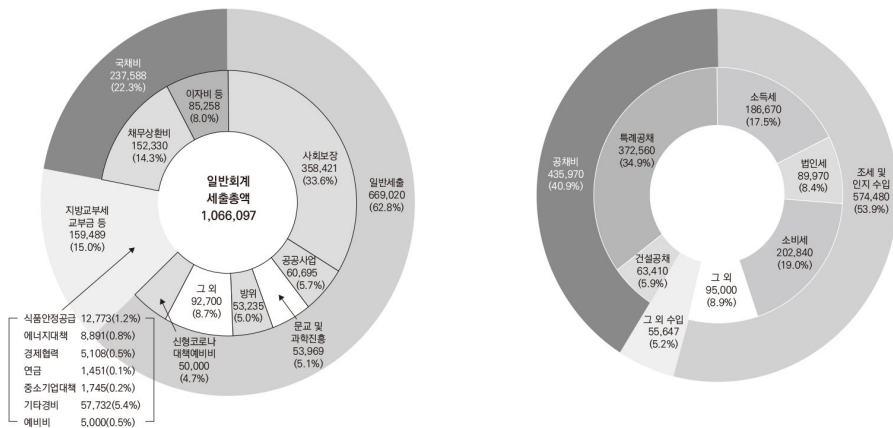 국채비
237,588
(22.3%)
이자비 등
85,258
(8.0%)
채무상환비
152,330
(14.3%)
사회보장
358,421
(33.6%)
일반회계
세출총액
1,066,097
일반세출
669,020
(62.8%)
지방교부세
교부금 등
159,489
(15.0%)
공공사업
60,695
(5.7%)
그 외
92,700
(8.7%)
방위
53,235
(5.0%)
문교 및
과학진흥
53,969
(5.1%)
신형코로나
대책예비비
50,000
(4.7%)
식품안정공급 12,773(1.2%)
에너지대책 8,891(0.8%)
경제협력 5,108(0.5%)
연금 1,451(0.1%)
중소기업대책 1,745(0.2%)
기타경비 57,732(5.4%)
예비비 5,000(0.5%)
공채비
435,970
(40.9%)
특례공채
372,560
(34.9%)
소득세
186,670
(17.5%)
법인세
89,970
(8.4%)
조세 및
인지 수입
574,480
(53.9%)
소비세
202,840
(19.0%)
건설공채
63,410
(5.9%)
그 외
95,000
(8.9%)
그 외 수입
55,647
(5.2%)